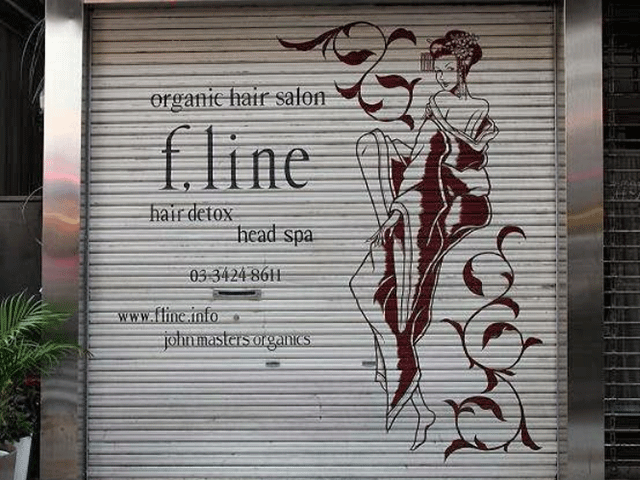 organic hair salon
f.line
hair detox
head spa
03-3424-8611
www.fline.info
john masters organics